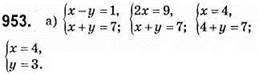 953. а) {x − y = 1, {2x = 9, {x = 4,
x + y = 7; x + y = 7; 4 + y = 7;
{x = 4,
y = 3.